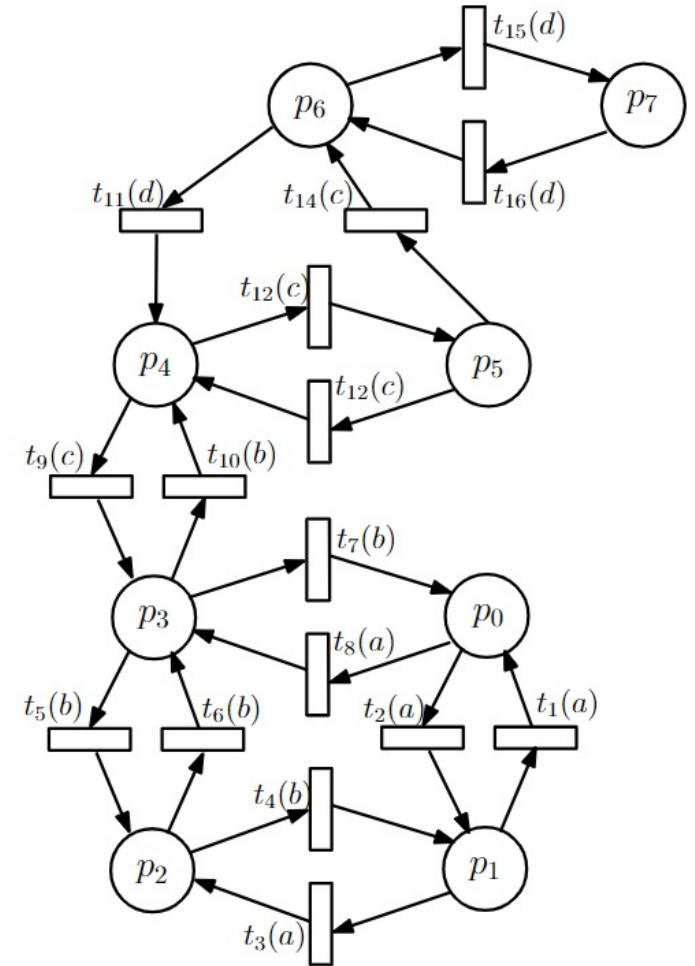 t₁₅(d)
p₆
p₇
t₁₁(d)
t₁₄(c)
t₁₆(d)
t₁₂(c)
p₄
p₅
t₁₂(c)
t₉(c)
t₁₀(b)
t₇(b)
p₃
p₀
t₈(a)
t₅(b)
t₆(b)
t₂(a)
t₁(a)
t₄(b)
p₂
p₁
t₃(a)